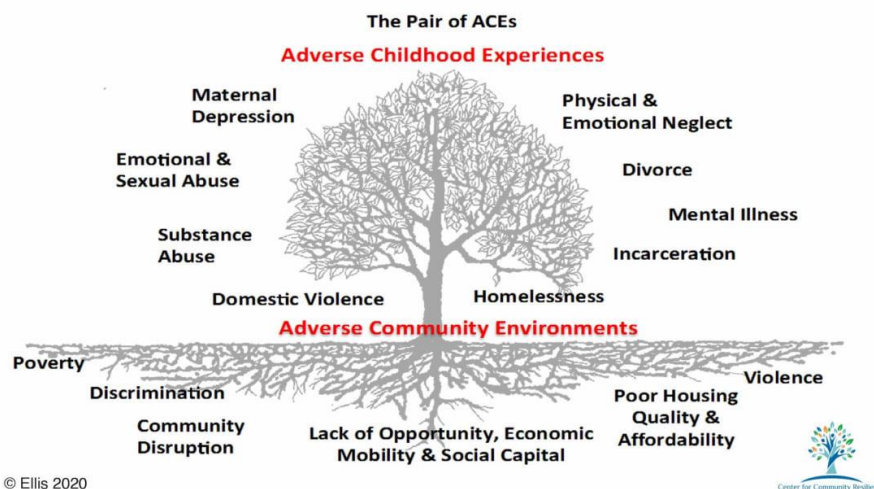 The Pair of ACEs
Adverse Childhood Experiences
Maternal
Depression
Physical &
Emotional Neglect
Emotional &
Sexual Abuse
Divorce
Mental Illness
Substance
Abuse
Incarceration
Domestic Violence
Homelessness
Adverse Community Environments
Poverty
Violence
Discrimination
Poor Housing
Quality &
Affordability
Community
Disruption
Lack of Opportunity, Economic
Mobility & Social Capital
© Ellis 2020
Center for Community